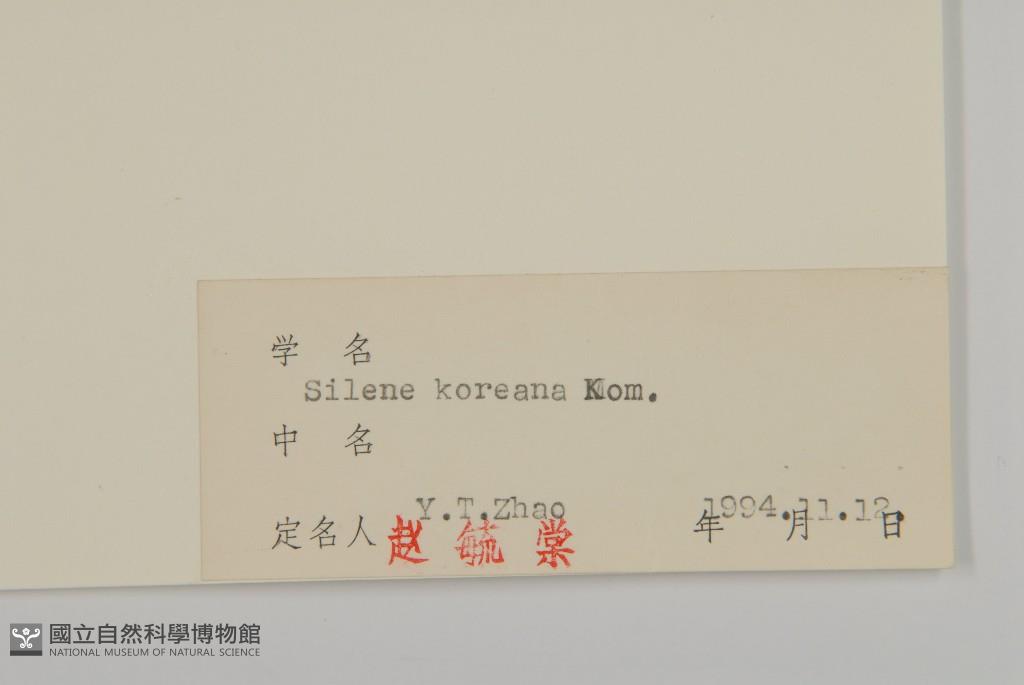 学 名
Silene koreana Kom.
中 名
Y.T.Zhao 1994.11.12.
定名人 赵毓棠 年 月 日
國立自然科學博物館
NATIONAL MUSEUM OF NATURAL SCIENCE